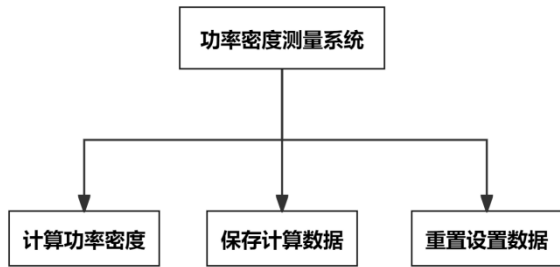 功率密度测量系统
计算功率密度
保存计算数据
重置设置数据